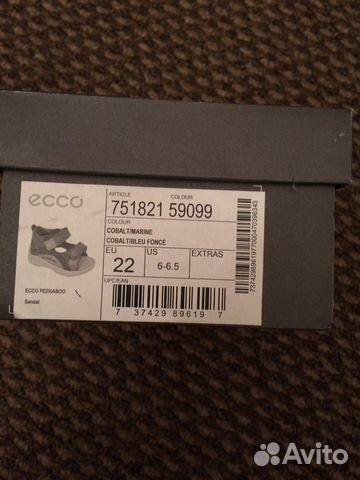 ecco
ARTICLE COLOUR
751821 59099
COLOUR
COBALT/MARINE
COBALT/BLEU FONCÉ
EU US EXTRAS
22 6-6.5
UPC/EAN
ECCO PEEKABOO
Sandal
7 37429 89619 7
73742989619770000470396343
Avito